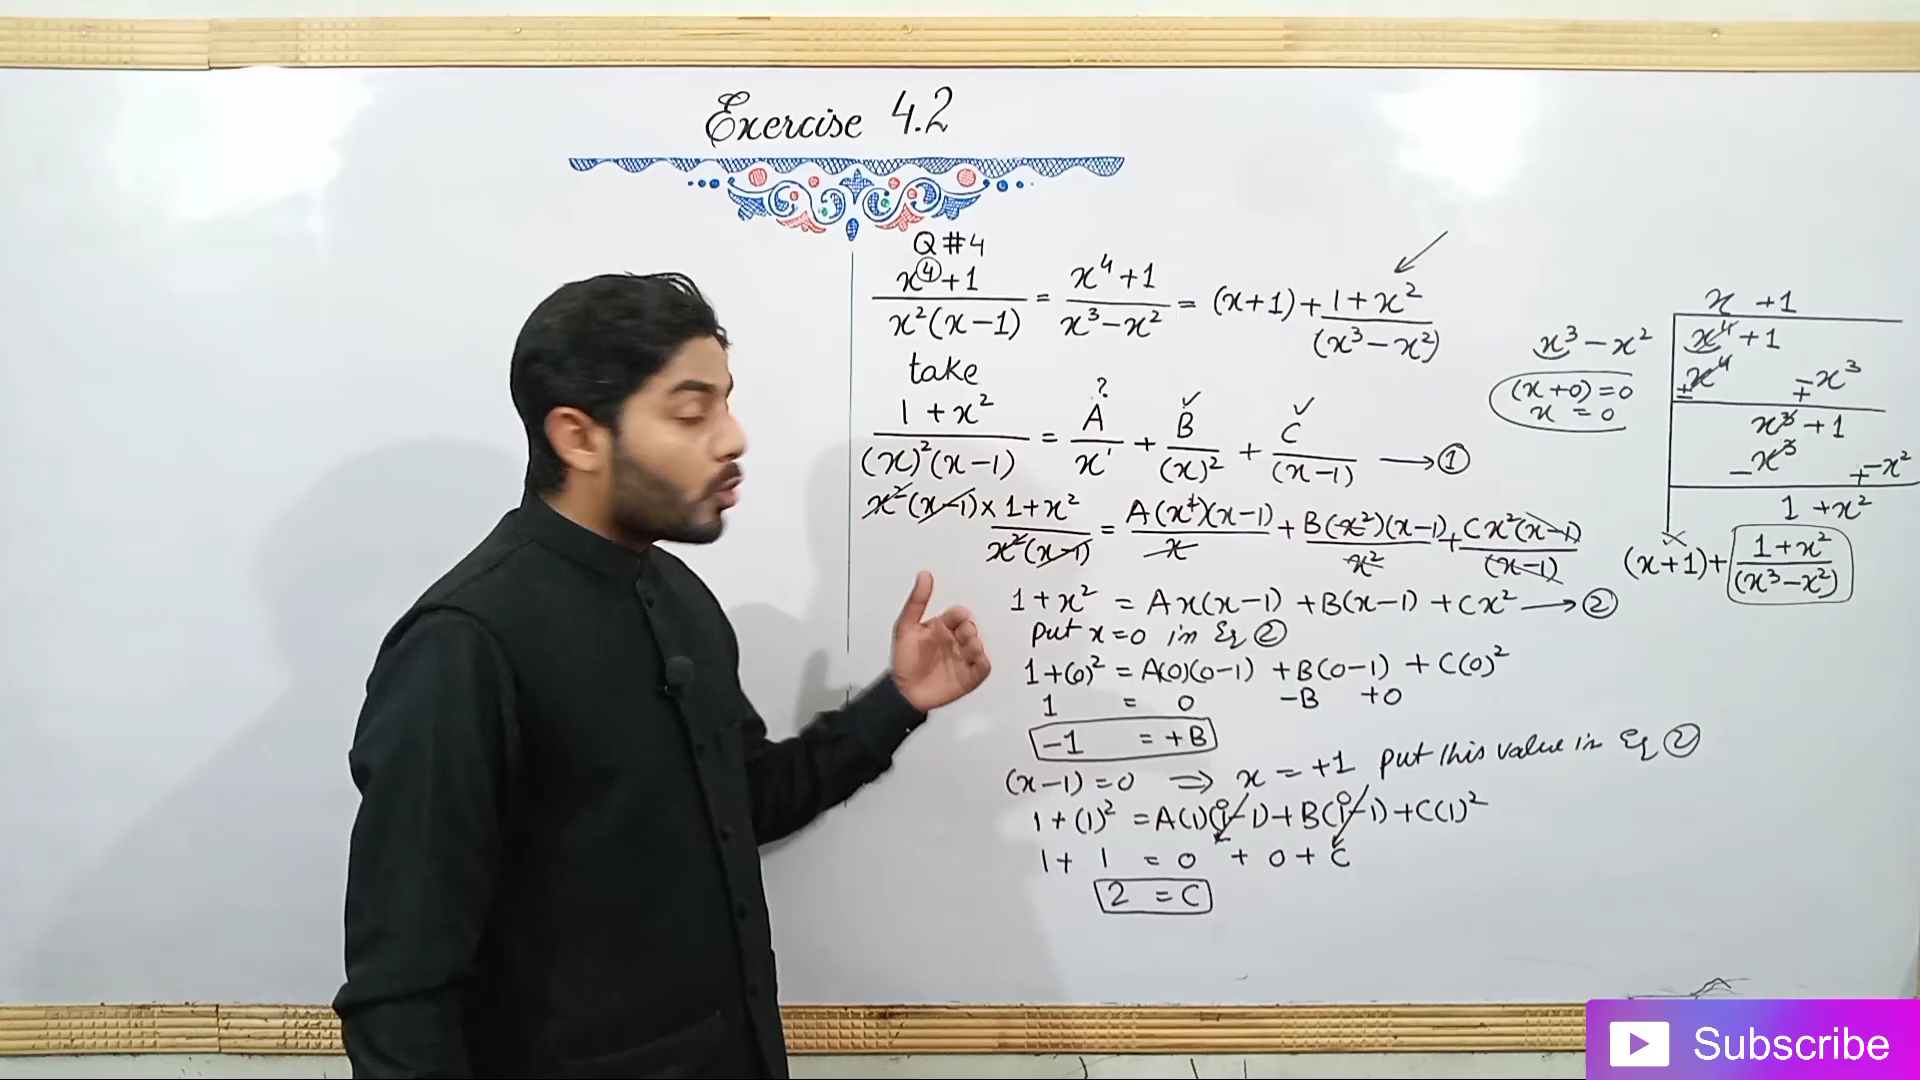 Exercise 4.2
Q#4
x⁴+1 / x²(x-1) = x⁴+1 / x³-x² = (x+1)+ 1+x² / (x³-x²)
take
1+x² / (x)²(x-1) = A / x¹ + B / (x)² + C / (x-1) → ①
?
x²(x-1) × 1+x² / x²(x-1) = A(x²)(x-1) / x + B(x²)(x-1) / x² + Cx²(x-1) / (x-1)
1+x² = Ax(x-1) +B(x-1) +Cx² → ②
put x=0 in Eq ②
1+(0)² = A(0)(0-1) +B(0-1) +C(0)²
1 = 0 -B +0
-1 = +B
(x-1)=0 ⇒ x = +1 put this value in Eq ②
1+(1)² = A(1)(1-1)+B(1-1)+C(1)²
1+ 1 = 0 + 0 + C
2 = C
x +1
x³-x²
x⁴+1
(x+0)=0
x = 0
±x⁴ ∓x³
x³+1
-x³ +-x²
1 +x²
(x+1)+ 1+x² / (x³-x²)
Subscribe